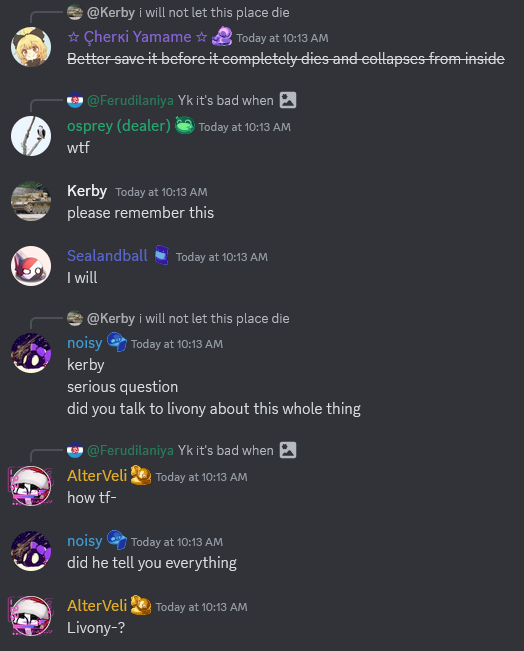 @Kerby i will not let this place die
☆ Çherкi Yamame ☆ Today at 10:13 AM
Better save it before it completely dies and collapses from inside
@Ferudilaniya Yk it's bad when
osprey (dealer) Today at 10:13 AM
wtf
Kerby Today at 10:13 AM
please remember this
Sealandball Today at 10:13 AM
I will
@Kerby i will not let this place die
noisy Today at 10:13 AM
kerby
serious question
did you talk to livony about this whole thing
@Ferudilaniya Yk it's bad when
AlterVeli Today at 10:13 AM
how tf-
noisy Today at 10:13 AM
did he tell you everything
AlterVeli Today at 10:13 AM
Livony-?